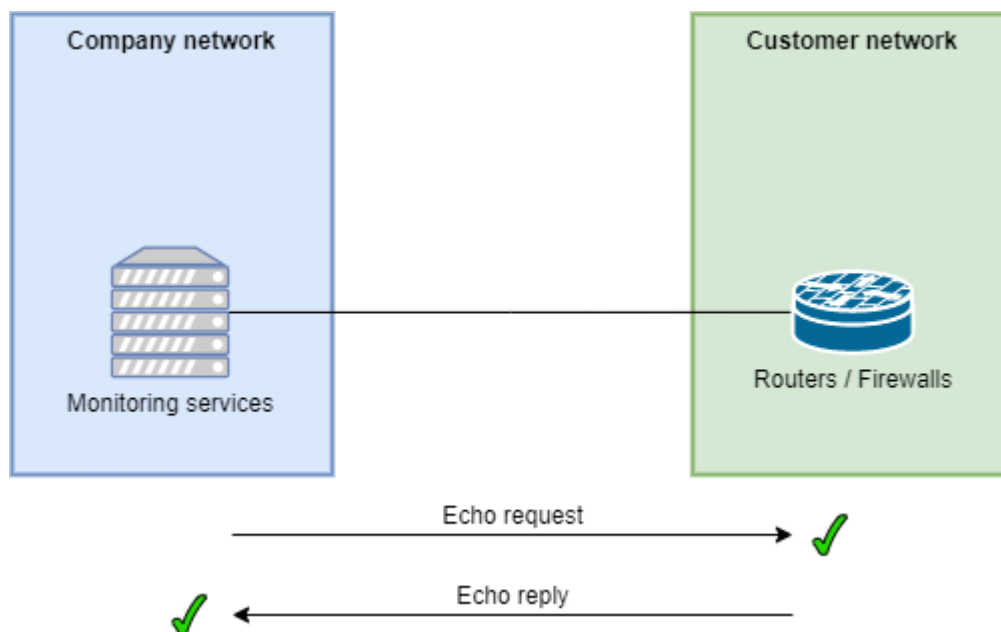 Company network
Customer network
Monitoring services
Routers / Firewalls
Echo request
Echo reply